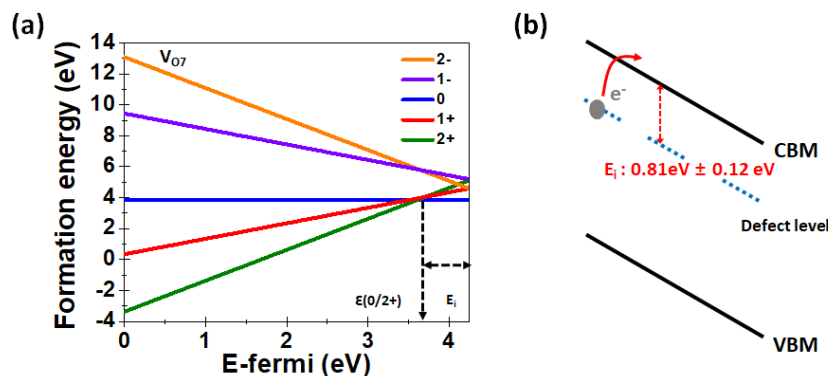 (a)
Formation energy (eV)
14
12
10
8
6
4
2
0
-2
-4
V_O7
2-
1-
0
1+
2+
ε(0/2+)
E_i
0
1
2
3
4
E-fermi (eV)
(b)
e⁻
CBM
E_i : 0.81eV ± 0.12 eV
Defect level
VBM